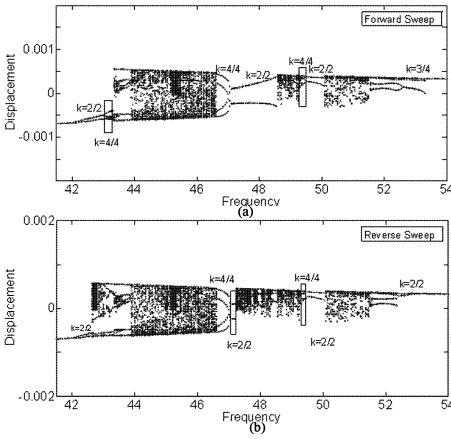 (a)
Forward Sweep
0.001
0
-0.001
Displacement
k=2/2
k=4/4
k=4/4
k=2/2
k=4/4
k=2/2
k=3/4
42 44 46 48 50 52 54
Frequency
(a)
(b)
Reverse Sweep
0.002
0
-0.002
Displacement
k=2/2
k=4/4
k=2/2
k=4/4
k=2/2
k=2/2
42 44 46 48 50 52 54
Frequency
(b)